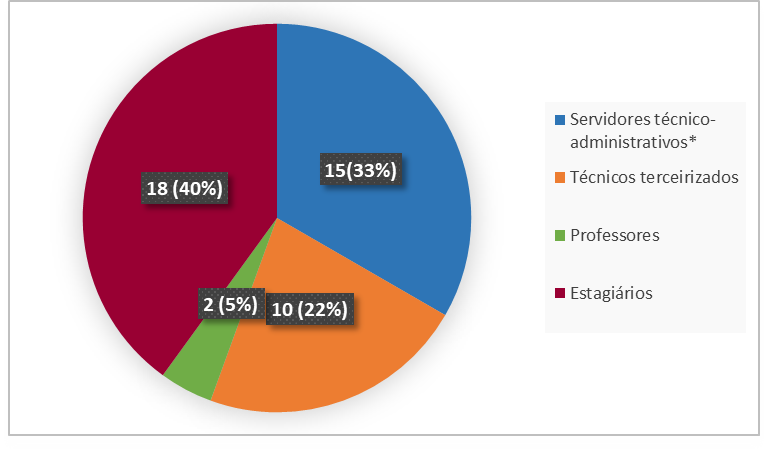 15(33%)
18 (40%)
2 (5%)
10 (22%)
Servidores técnico-
administrativos*
Técnicos terceirizados
Professores
Estagiários